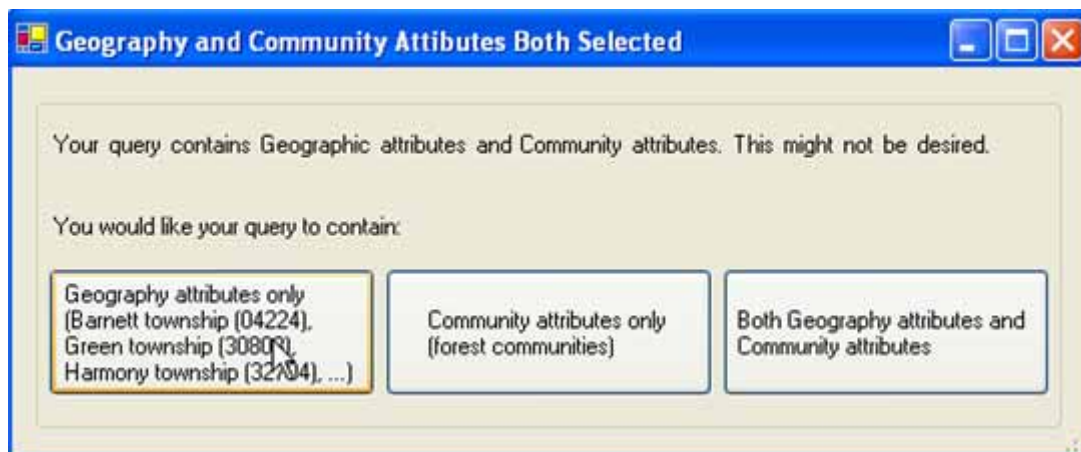 Geography and Community Attibutes Both Selected
Your query contains Geographic attributes and Community attributes. This might not be desired.
You would like your query to contain:
Geography attributes only
(Barnett township (04224),
Green township
Harmony township ...)
Community attributes only
(forest communities)
Both Geography attributes and
Community attributes